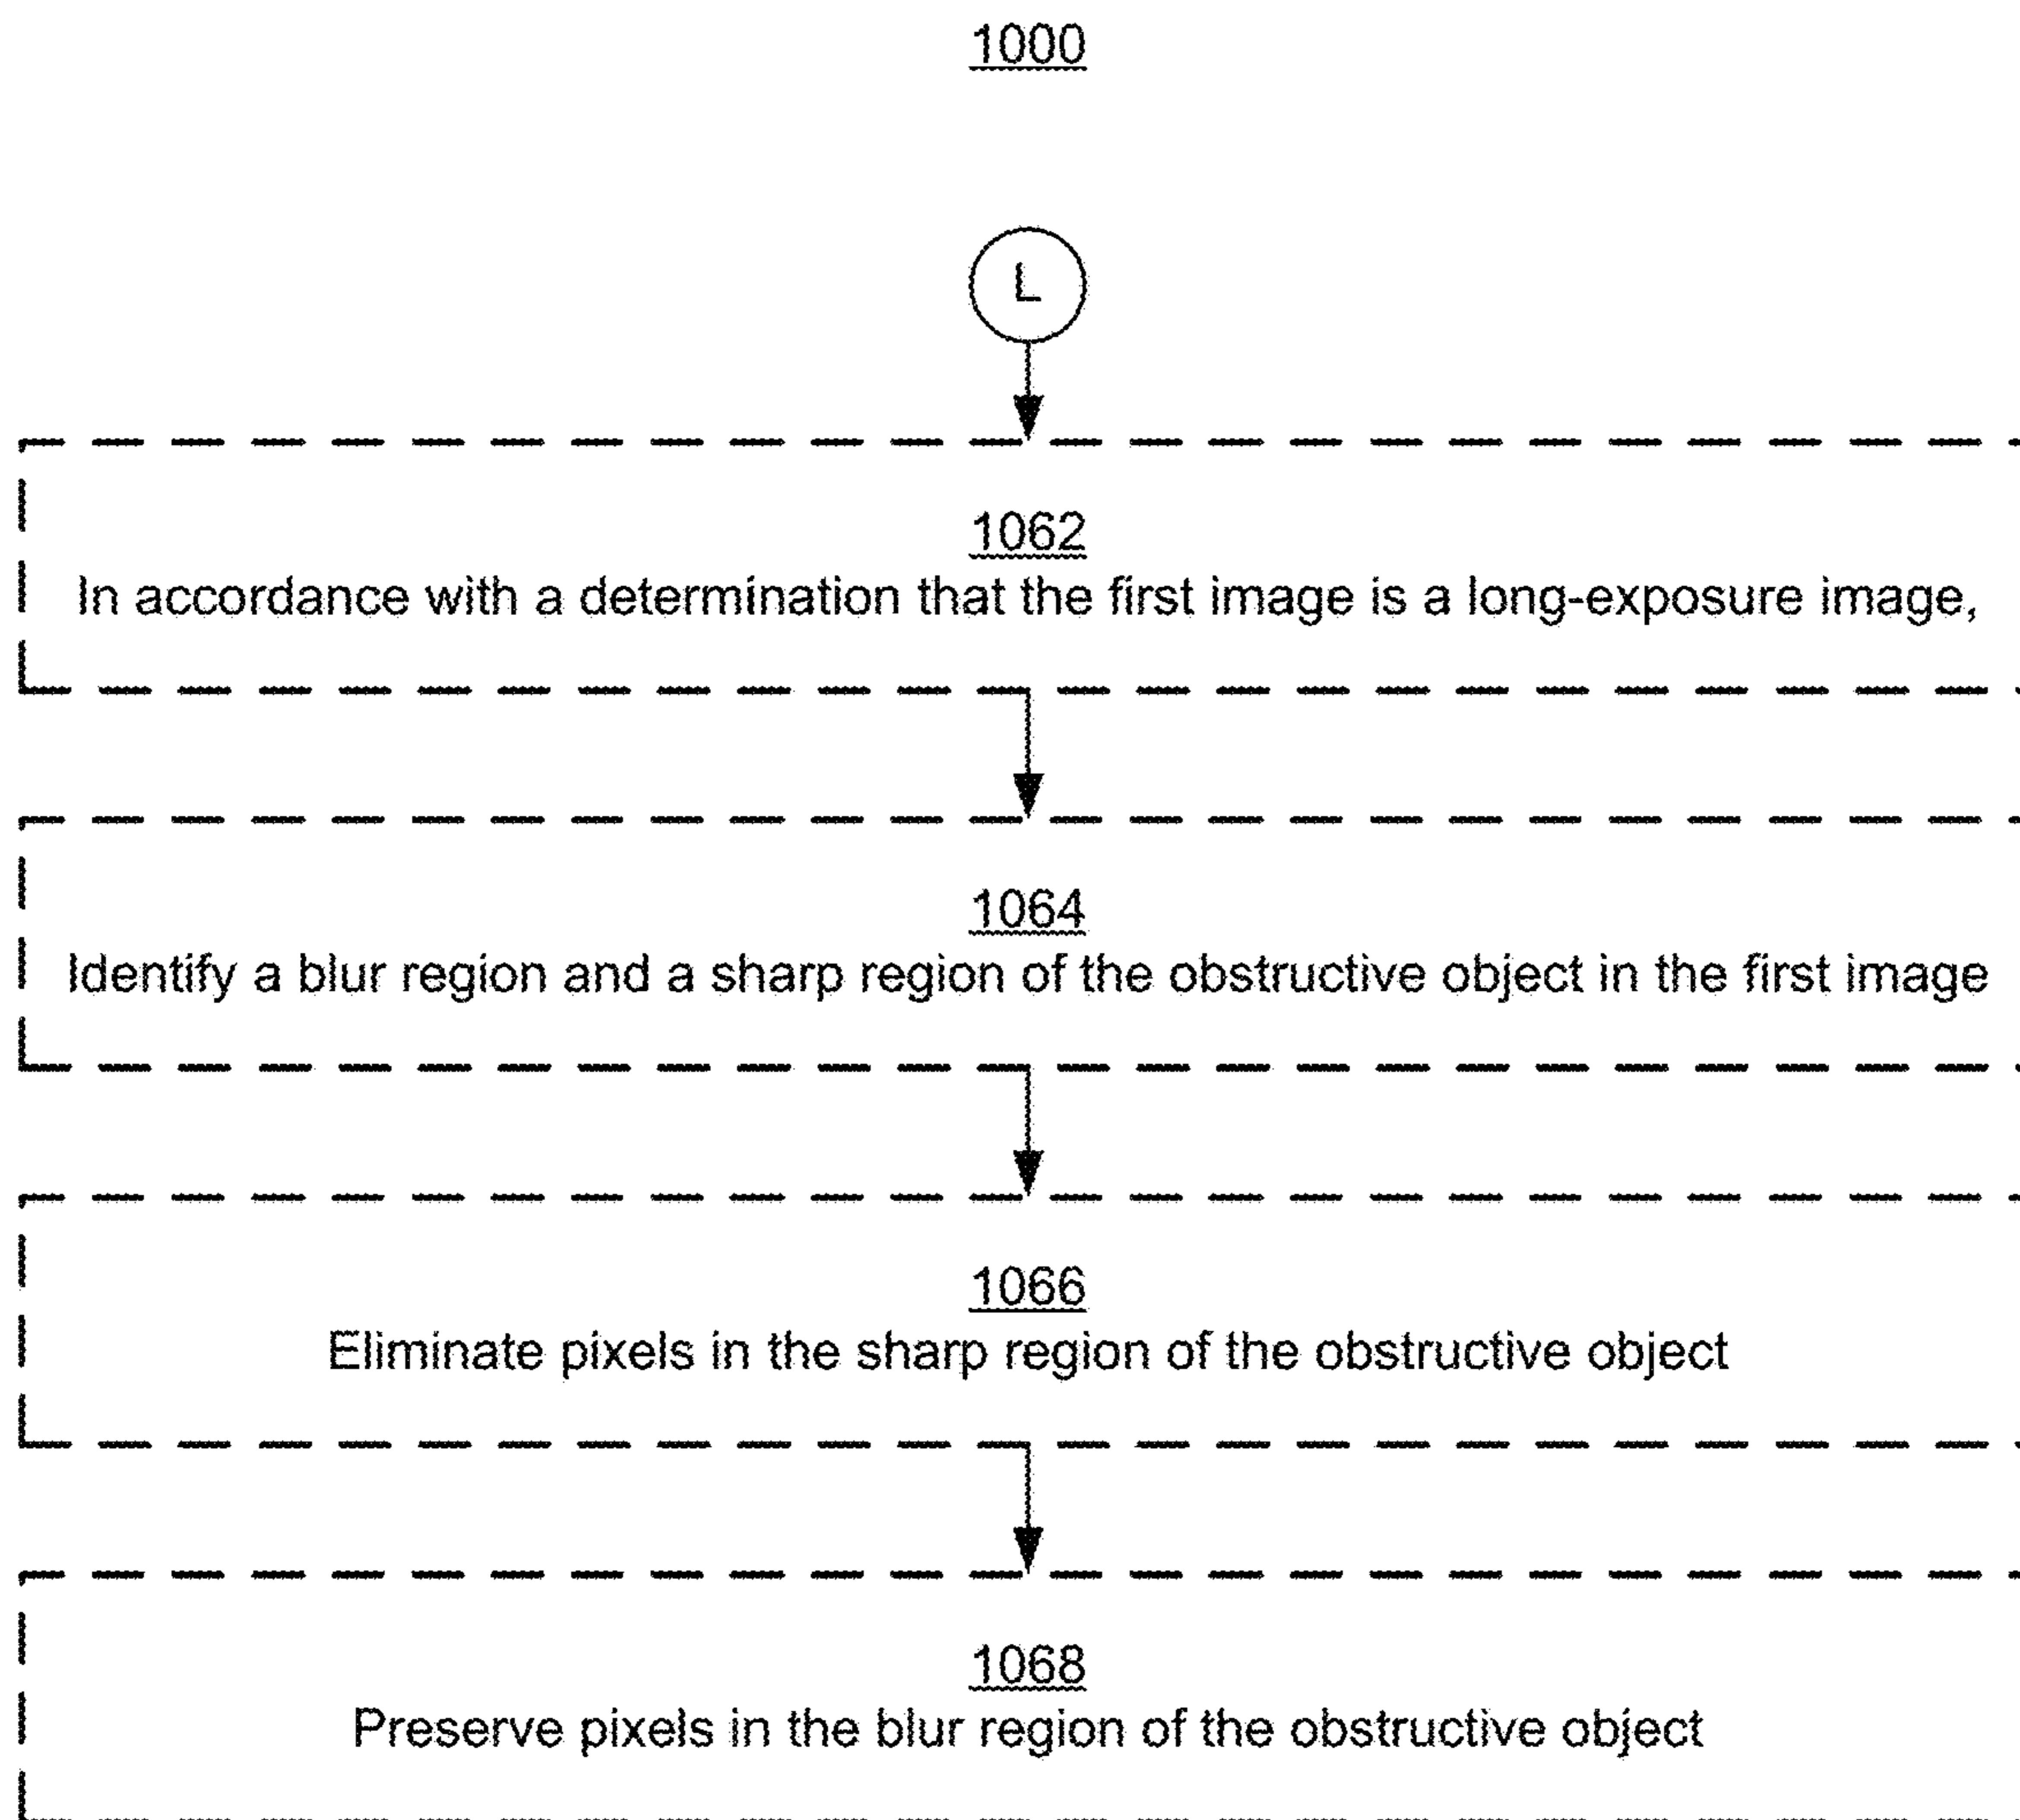 1000
L
1062
In accordance with a determination that the first image is a long-exposure image,
1064
Identify a blur region and a sharp region of the obstructive object in the first image
1066
Eliminate pixels in the sharp region of the obstructive object
1068
Preserve pixels in the blur region of the obstructive object